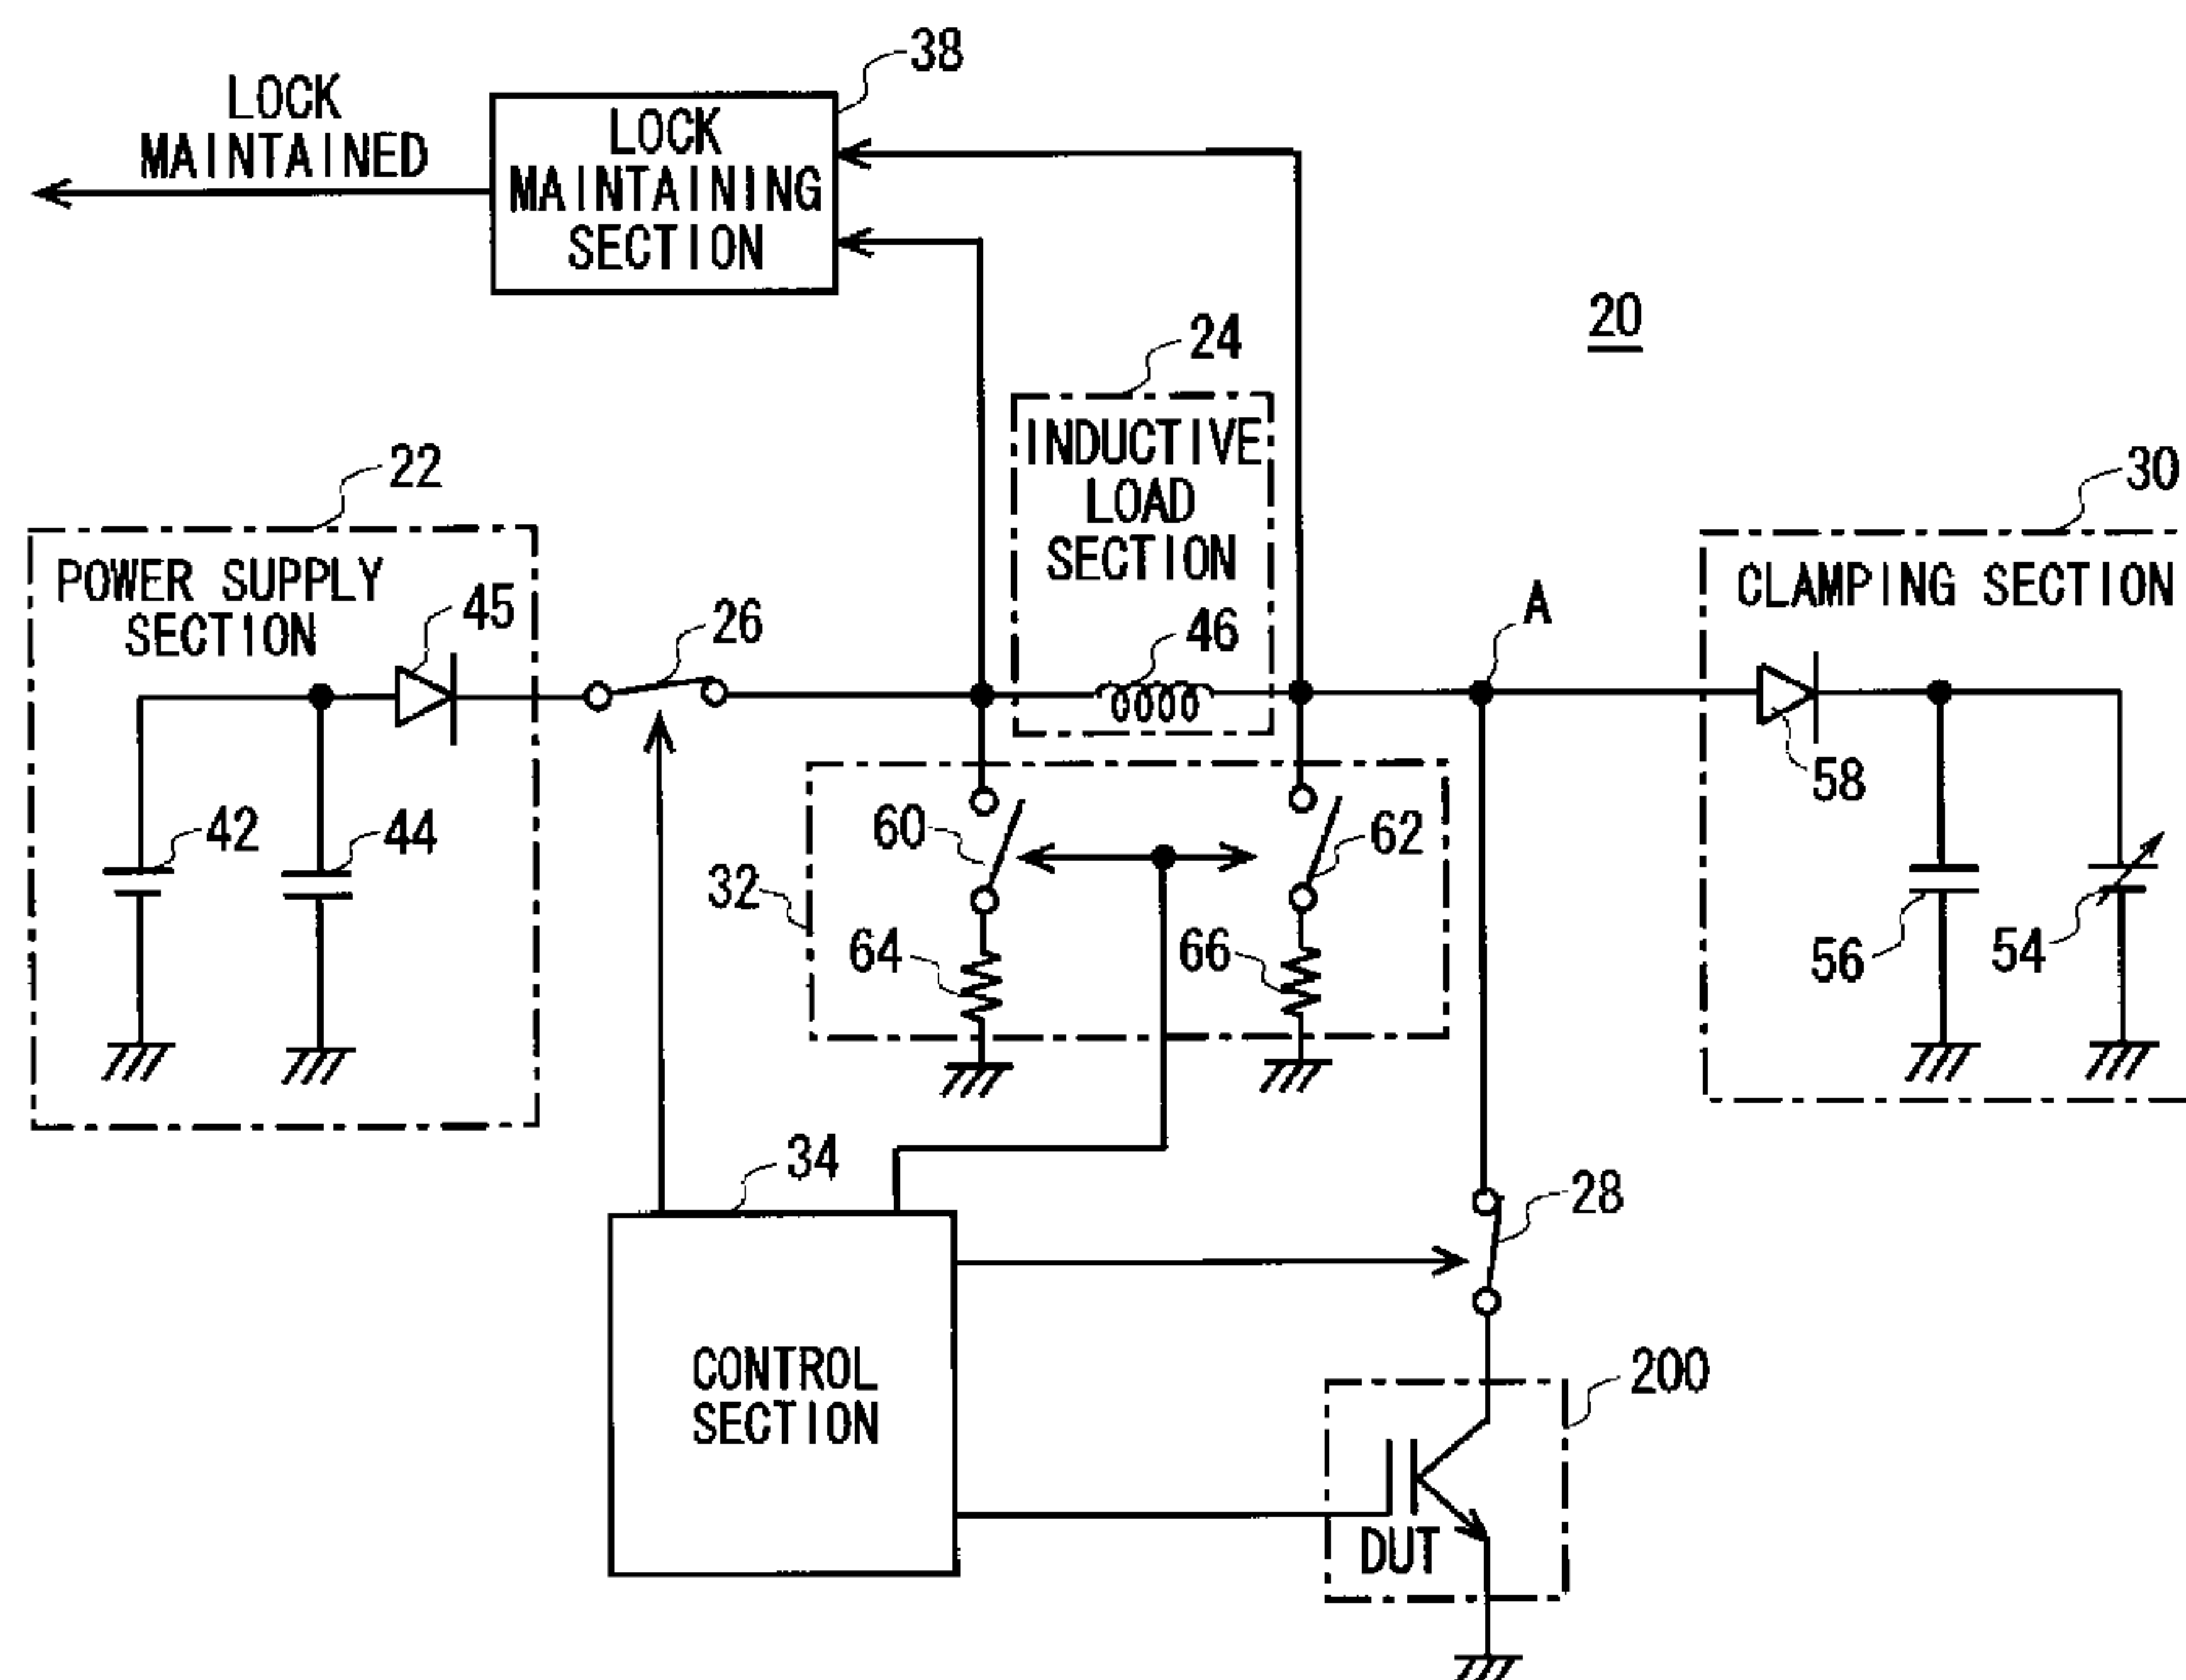 38
LOCK
MAINTAINED
LOCK
MAINTAINING
SECTION
20
24
INDUCTIVE
LOAD
SECTION
22
30
POWER SUPPLY
SECTION
45
26
46
A
CLAMPING SECTION
58
42
44
60
62
32
64
66
56
54
34
28
CONTROL
SECTION
200
DUT